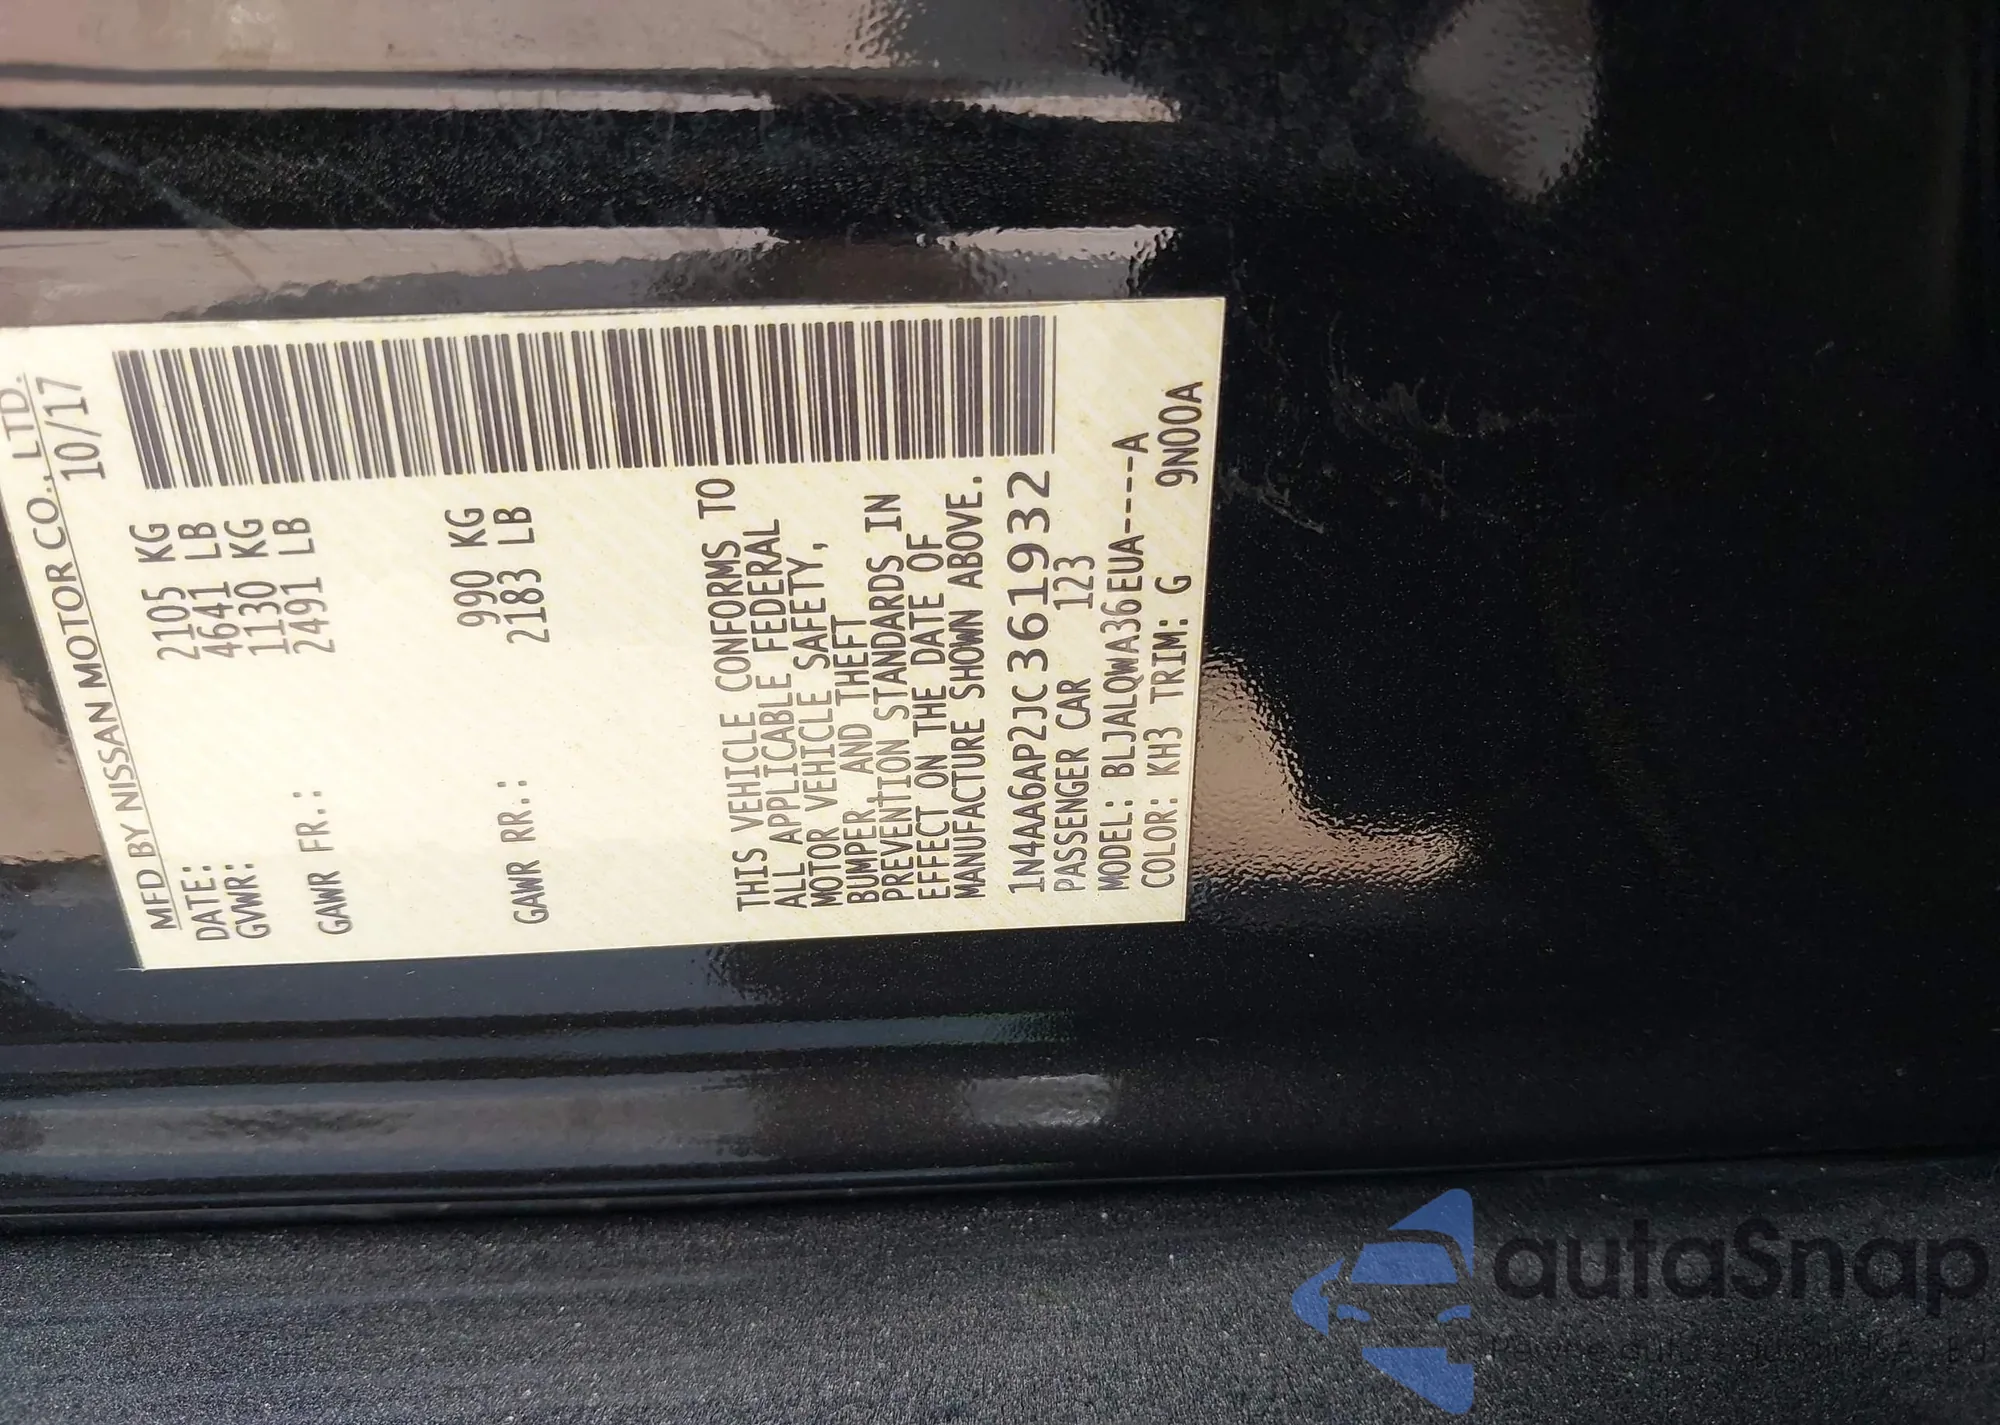 MFD BY NISSAN MOTOR CO., LTD.
DATE: 10/17
GVWR: 2105 KG
4641 LB
GAWR FR.: 1130 KG
2491 LB
GAWR RR.: 990 KG
2183 LB
THIS VEHICLE CONFORMS TO
ALL APPLICABLE FEDERAL
MOTOR VEHICLE SAFETY,
BUMPER, AND THEFT
PREVENTION STANDARDS IN
EFFECT ON THE DATE OF
MANUFACTURE SHOWN ABOVE.
1N4AA6AP2JC361932
PASSENGER CAR 123
MODEL: BLJALQWA36EUA-----A
COLOR: KH3 TRIM: G 9N00A
autaSnap